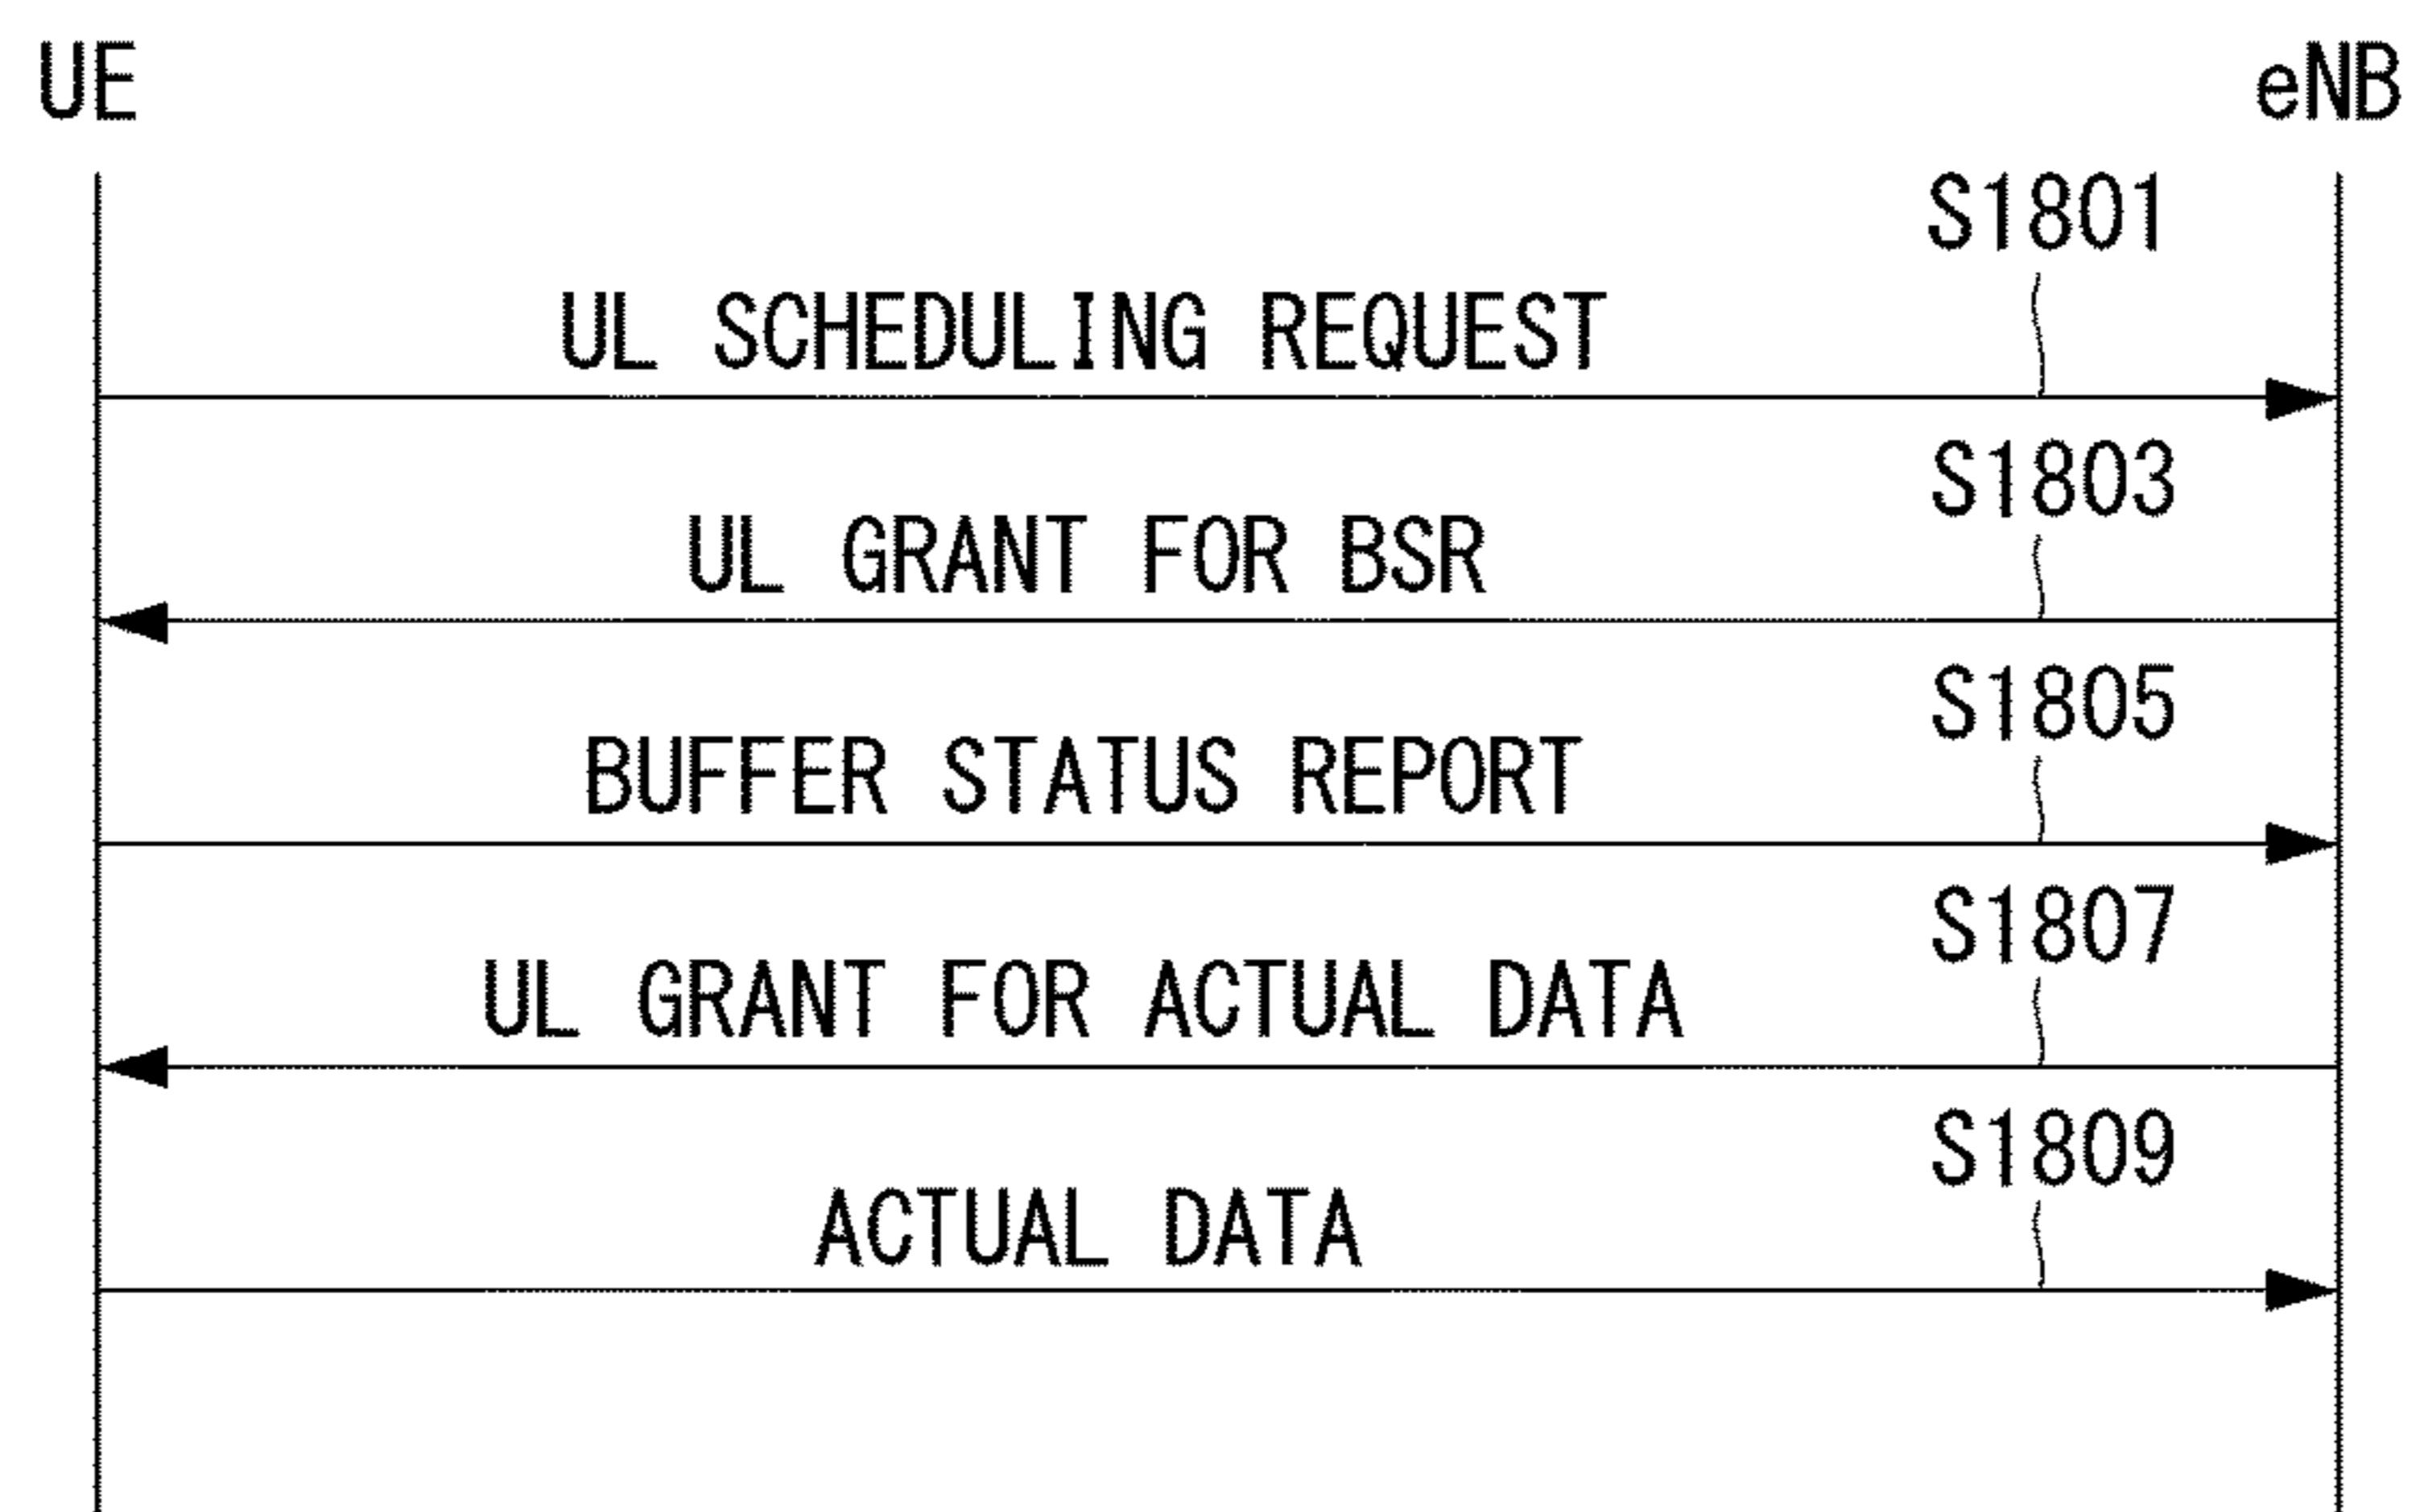 UE
eNB
S1801
UL SCHEDULING REQUEST
S1803
UL GRANT FOR BSR
S1805
BUFFER STATUS REPORT
S1807
UL GRANT FOR ACTUAL DATA
S1809
ACTUAL DATA